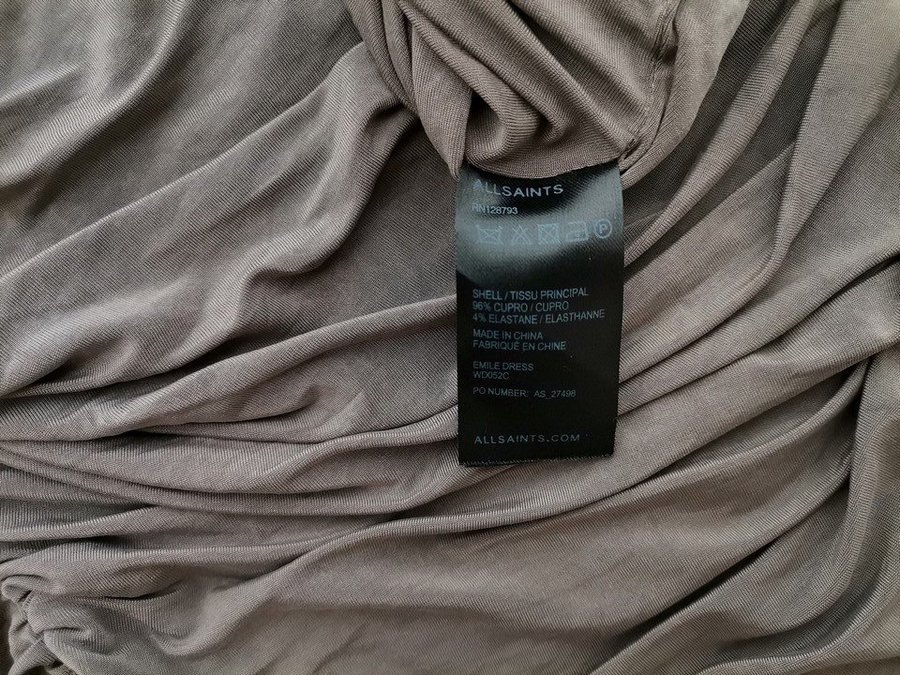 ALLSAINTS
RN128793
P
SHELL / TISSU PRINCIPAL
96% CUPRO / CUPRO
4% ELASTANE / ELASTHANNE
MADE IN CHINA
FABRIQUÉ EN CHINE
EMILE DRESS
WD052C
PO NUMBER: AS_27498
ALLSAINTS.COM